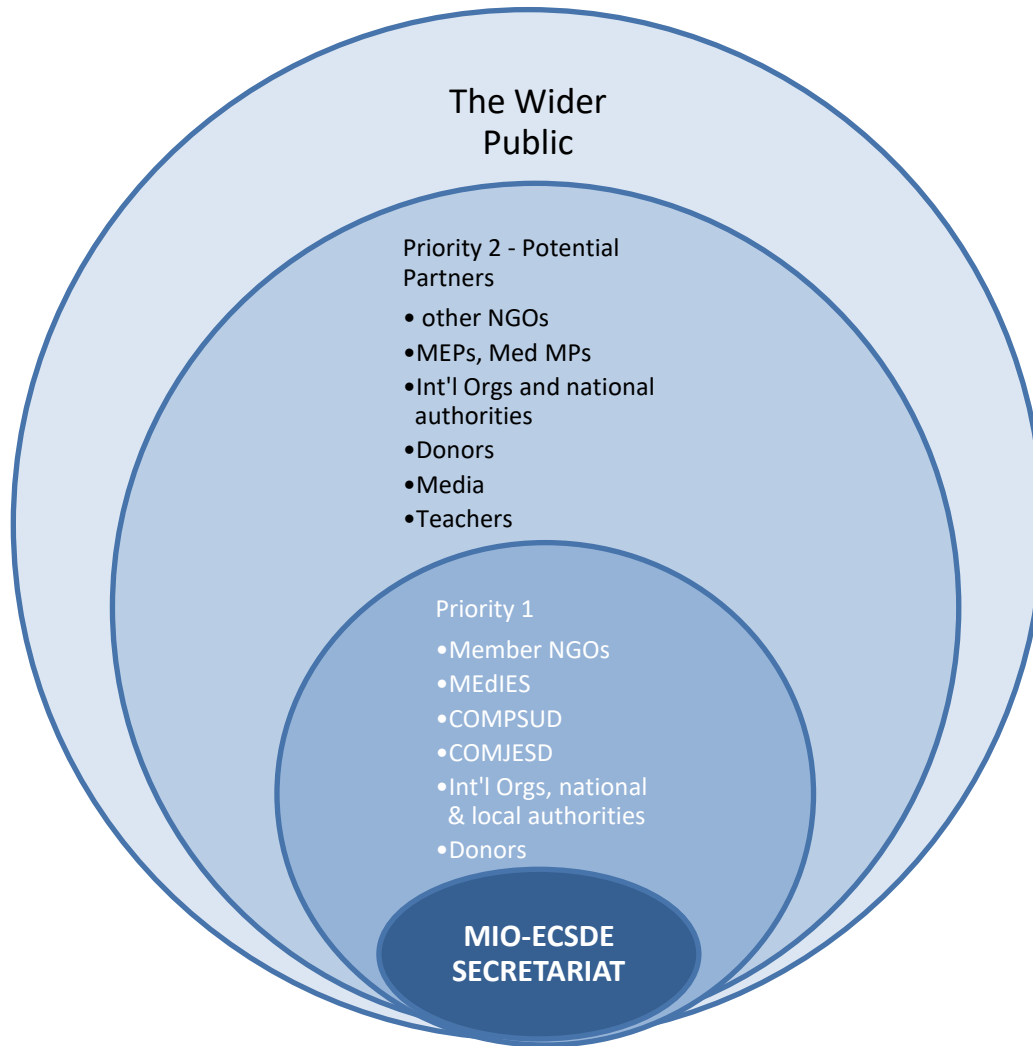 The Wider
Public
Priority 2 - Potential
Partners
• other NGOs
•MEPs, Med MPs
•Int'l Orgs and national
authorities
•Donors
•Media
•Teachers
Priority 1
•Member NGOs
•MEdIES
•COMPSUD
•COMJESD
•Int'l Orgs, national
& local authorities
•Donors
MIO-ECSDE
SECRETARIAT